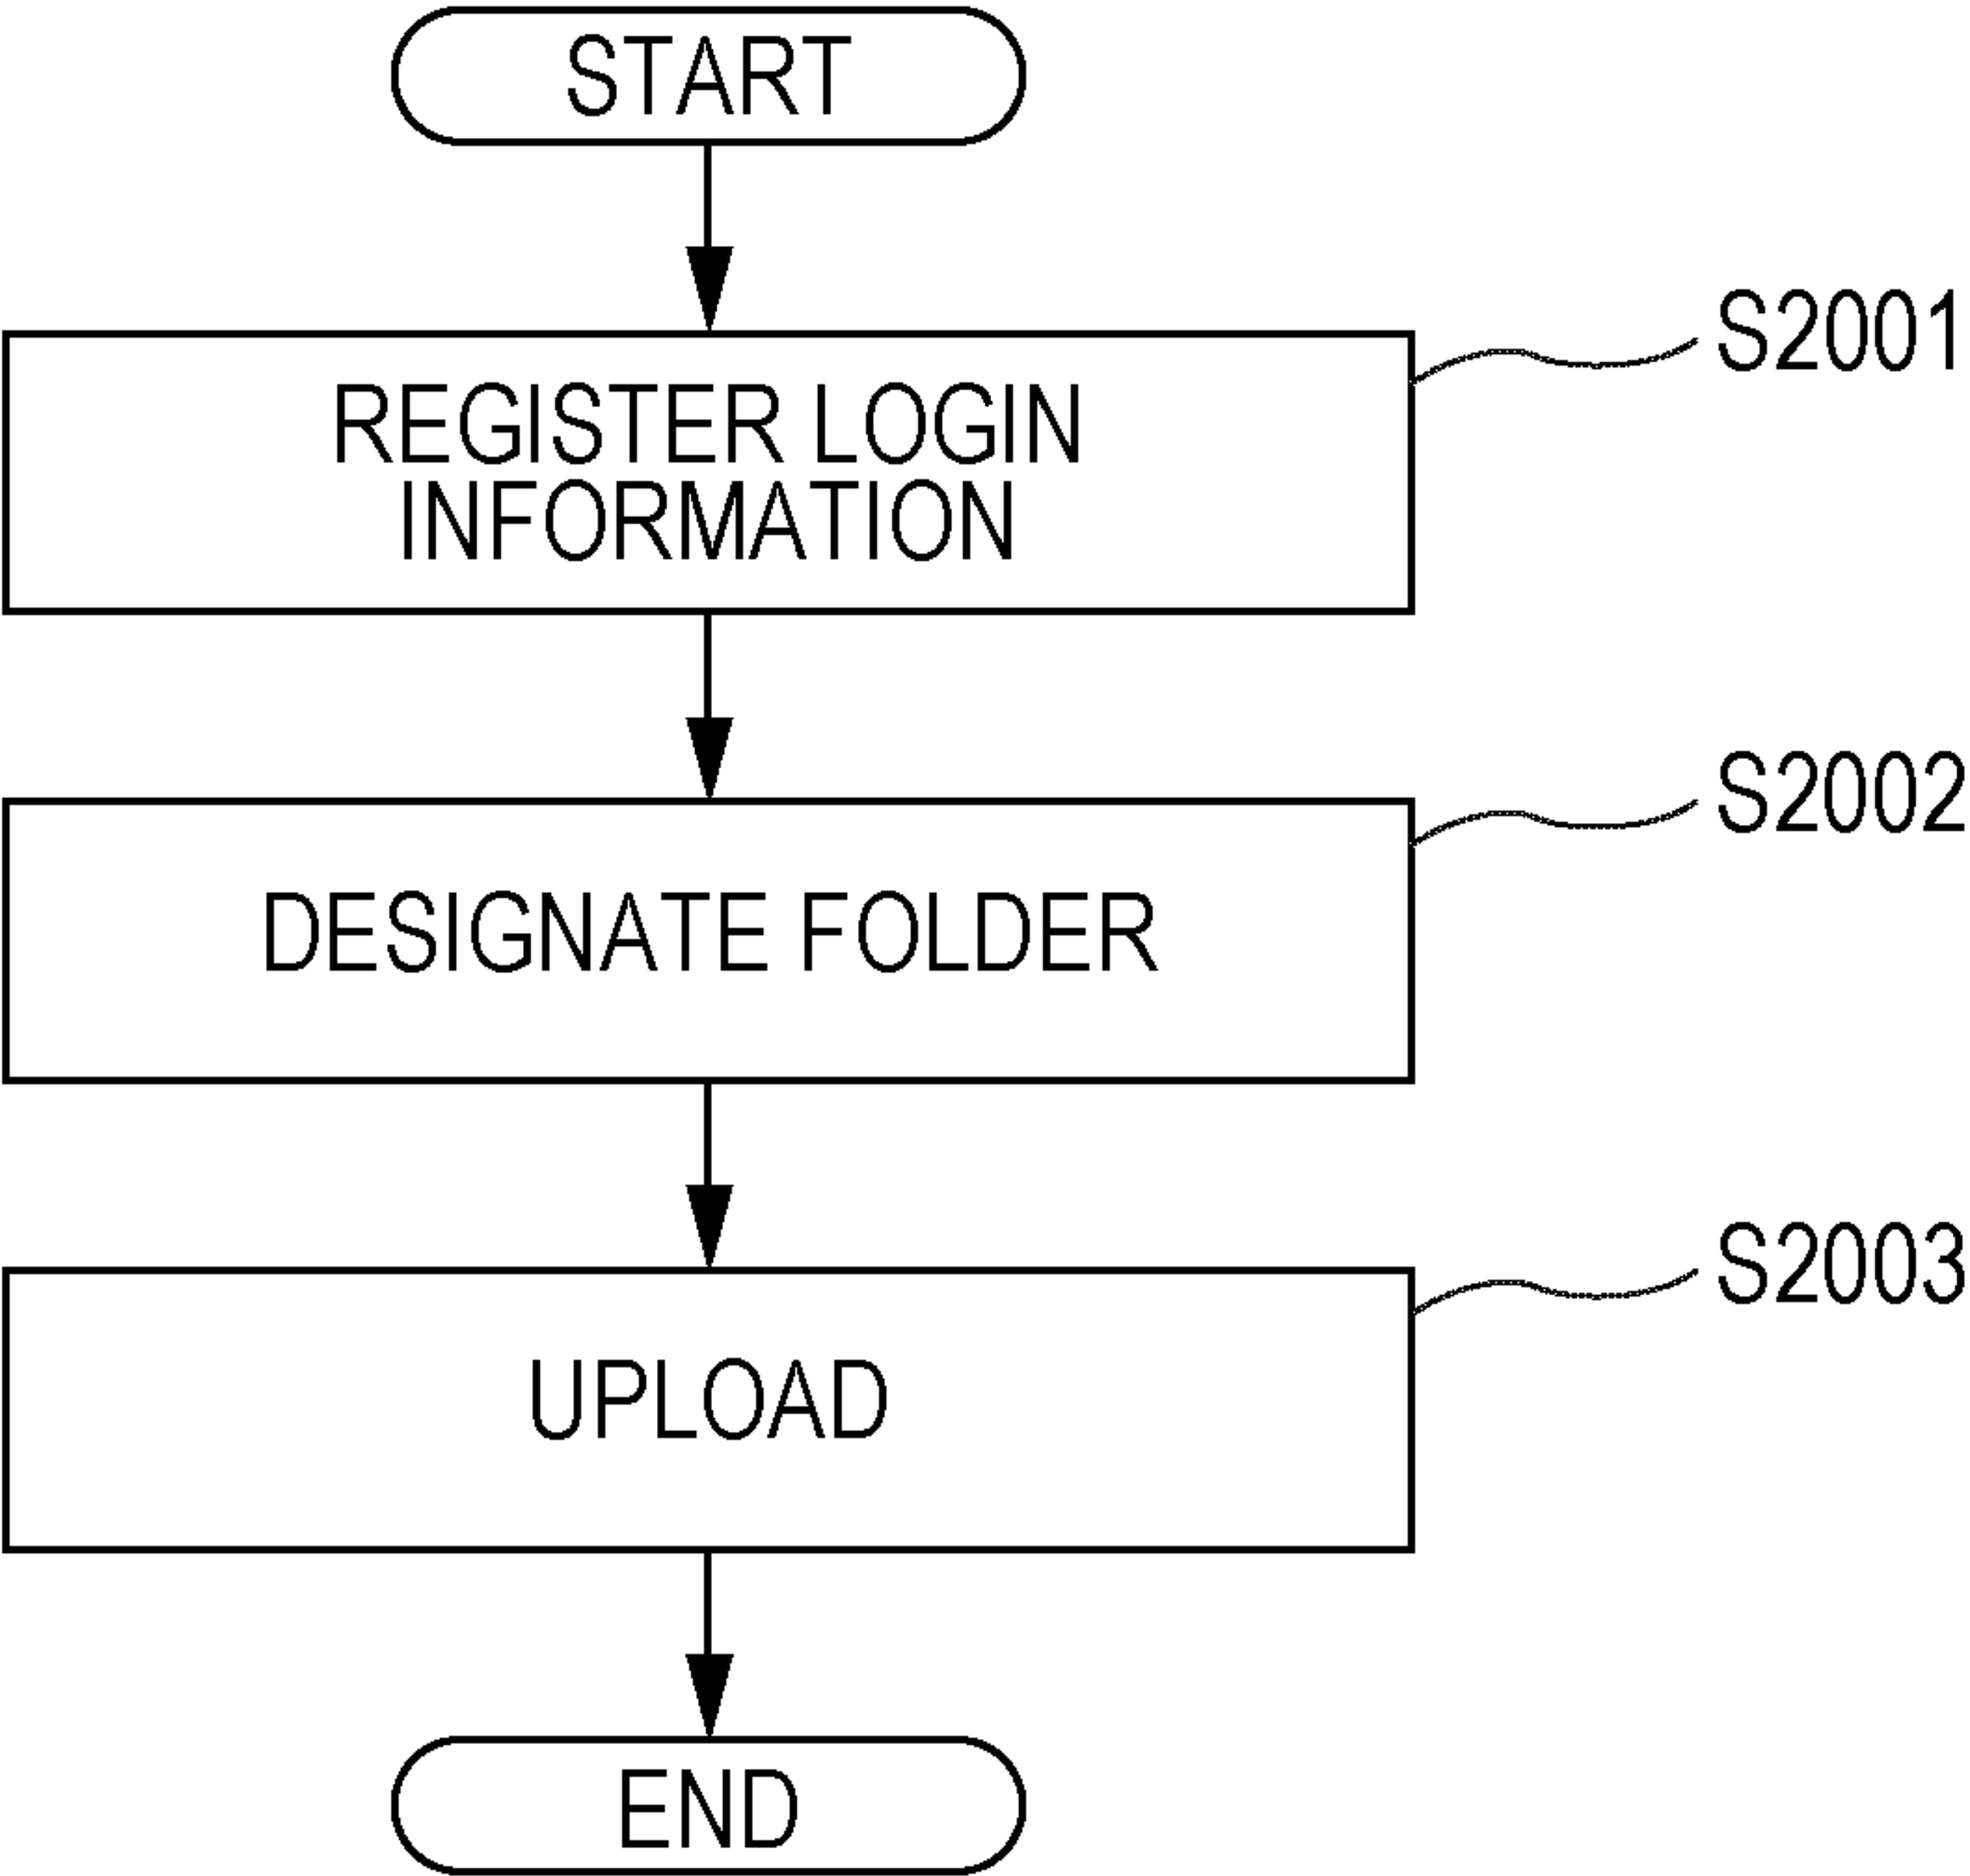 START
S2001
REGISTER LOGIN
INFORMATION
S2002
DESIGNATE FOLDER
S2003
UPLOAD
END